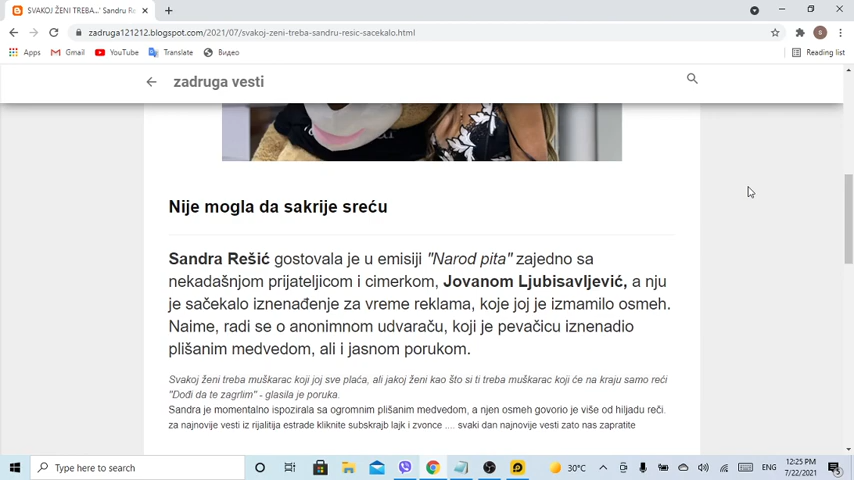 SVAKOJ ŽENI TREBA...' Sandru Resi
zadruga121212.blogspot.com/2021/07/svakoj-zeni-treba-sandru-resic-sacekalo.html
Apps Gmail YouTube Translate Видео Reading list
zadruga vesti
Nije mogla da sakrije sreću
Sandra Rešić gostovala je u emisiji "Narod pita" zajedno sa
nekadašnjom prijateljicom i cimerkom, Jovanom Ljubisavljević, a nju
je sačekalo iznenađenje za vreme reklama, koje joj je izmamilo osmeh.
Naime, radi se o anonimnom udvaraču, koji je pevačicu iznenadio
plišanim medvedom, ali i jasnom porukom.
Svakoj ženi treba muškarac koji joj sve plaća, ali jakoj ženi kao što si ti treba muškarac koji će na kraju samo reći
"Dođi da te zagrlim" - glasila je poruka.
Sandra je momentalno ispozirala sa ogromnim plišanim medvedom, a njen osmeh govorio je više od hiljadu reči.
za najnovije vesti iz rijalitija estrade kliknite subskrajb lajk i zvonce .... svaki dan najnovije vesti zato nas zapratite
Type here to search
30°C
ENG
12:25 PM
7/22/2021